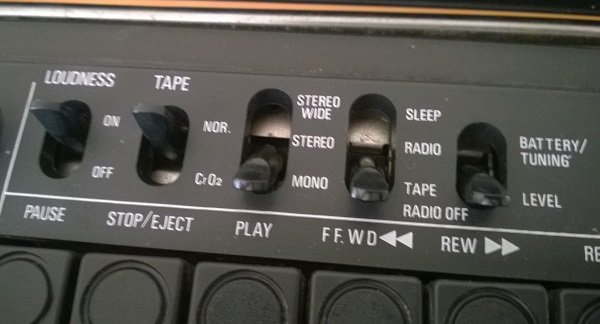 LOUDNESS
ON
OFF
TAPE
NOR.
CrO2
STEREO
WIDE
STEREO
MONO
SLEEP
RADIO
TAPE
RADIO OFF
BATTERY/
TUNING
LEVEL
PAUSE STOP/EJECT PLAY F F. W D ◀◀ REW ▶▶ RE